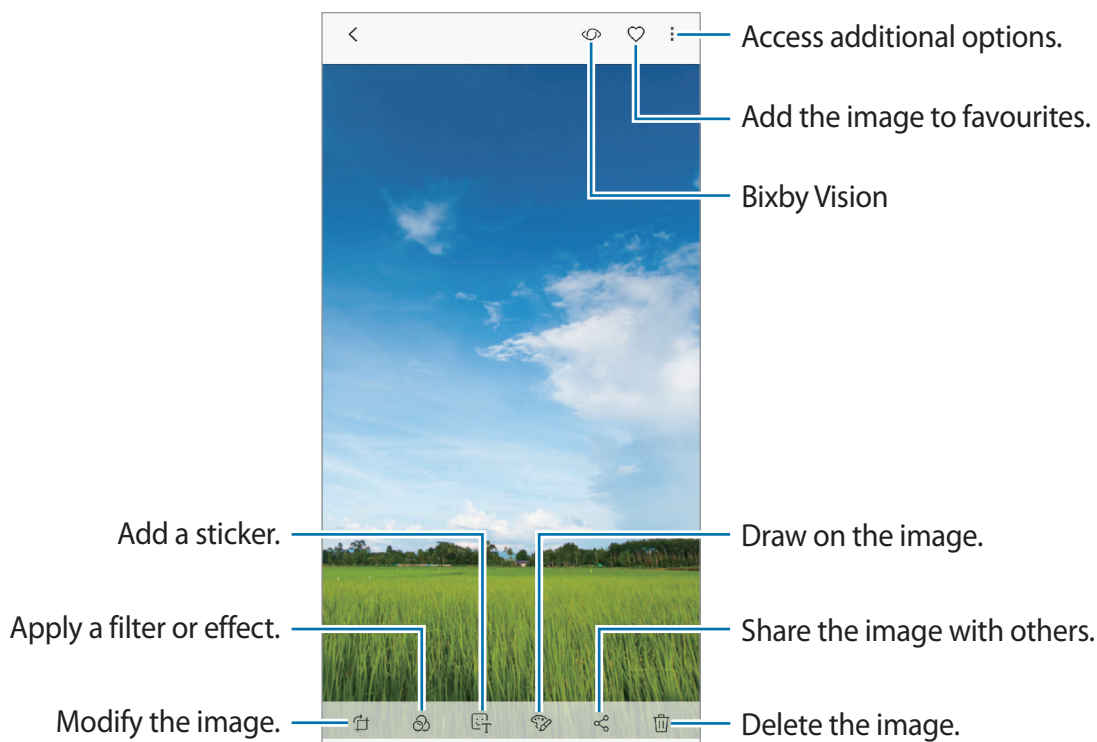 Access additional options.
Add the image to favourites.
Bixby Vision
Add a sticker.
Draw on the image.
Apply a filter or effect.
Share the image with others.
Modify the image.
Delete the image.